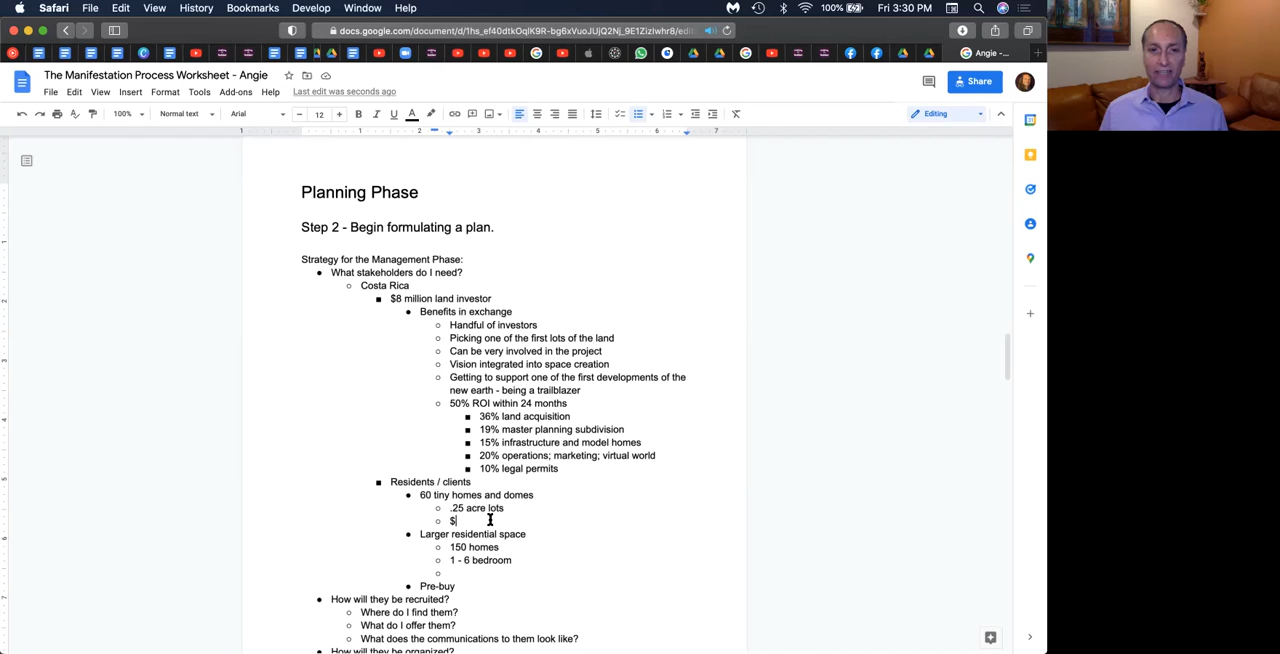 Safari File Edit View History Bookmarks Develop Window Help 100% Fri 3:30 PM
docs.google.com/document/d/
Angie -...
The Manifestation Process Worksheet - Angie
File Edit View Insert Format Tools Add-ons Help Last edit was seconds ago
Share
100% Normal text Arial 12 B I U A Editing
1 1 2 3 4 5 6 7
Planning Phase
Step 2 - Begin formulating a plan.
Strategy for the Management Phase:
What stakeholders do I need?
Costa Rica
$8 million land investor
Benefits in exchange
Handful of investors
Picking one of the first lots of the land
Can be very involved in the project
Vision integrated into space creation
Getting to support one of the first developments of the
new earth - being a trailblazer
50% ROI within 24 months
36% land acquisition
19% master planning subdivision
15% infrastructure and model homes
20% operations; marketing; virtual world
10% legal permits
Residents / clients
60 tiny homes and domes
.25 acre lots
$
Larger residential space
150 homes
1 - 6 bedroom
Pre-buy
How will they be recruited?
Where do I find them?
What do I offer them?
What does the communications to them look like?
How will they be organized?